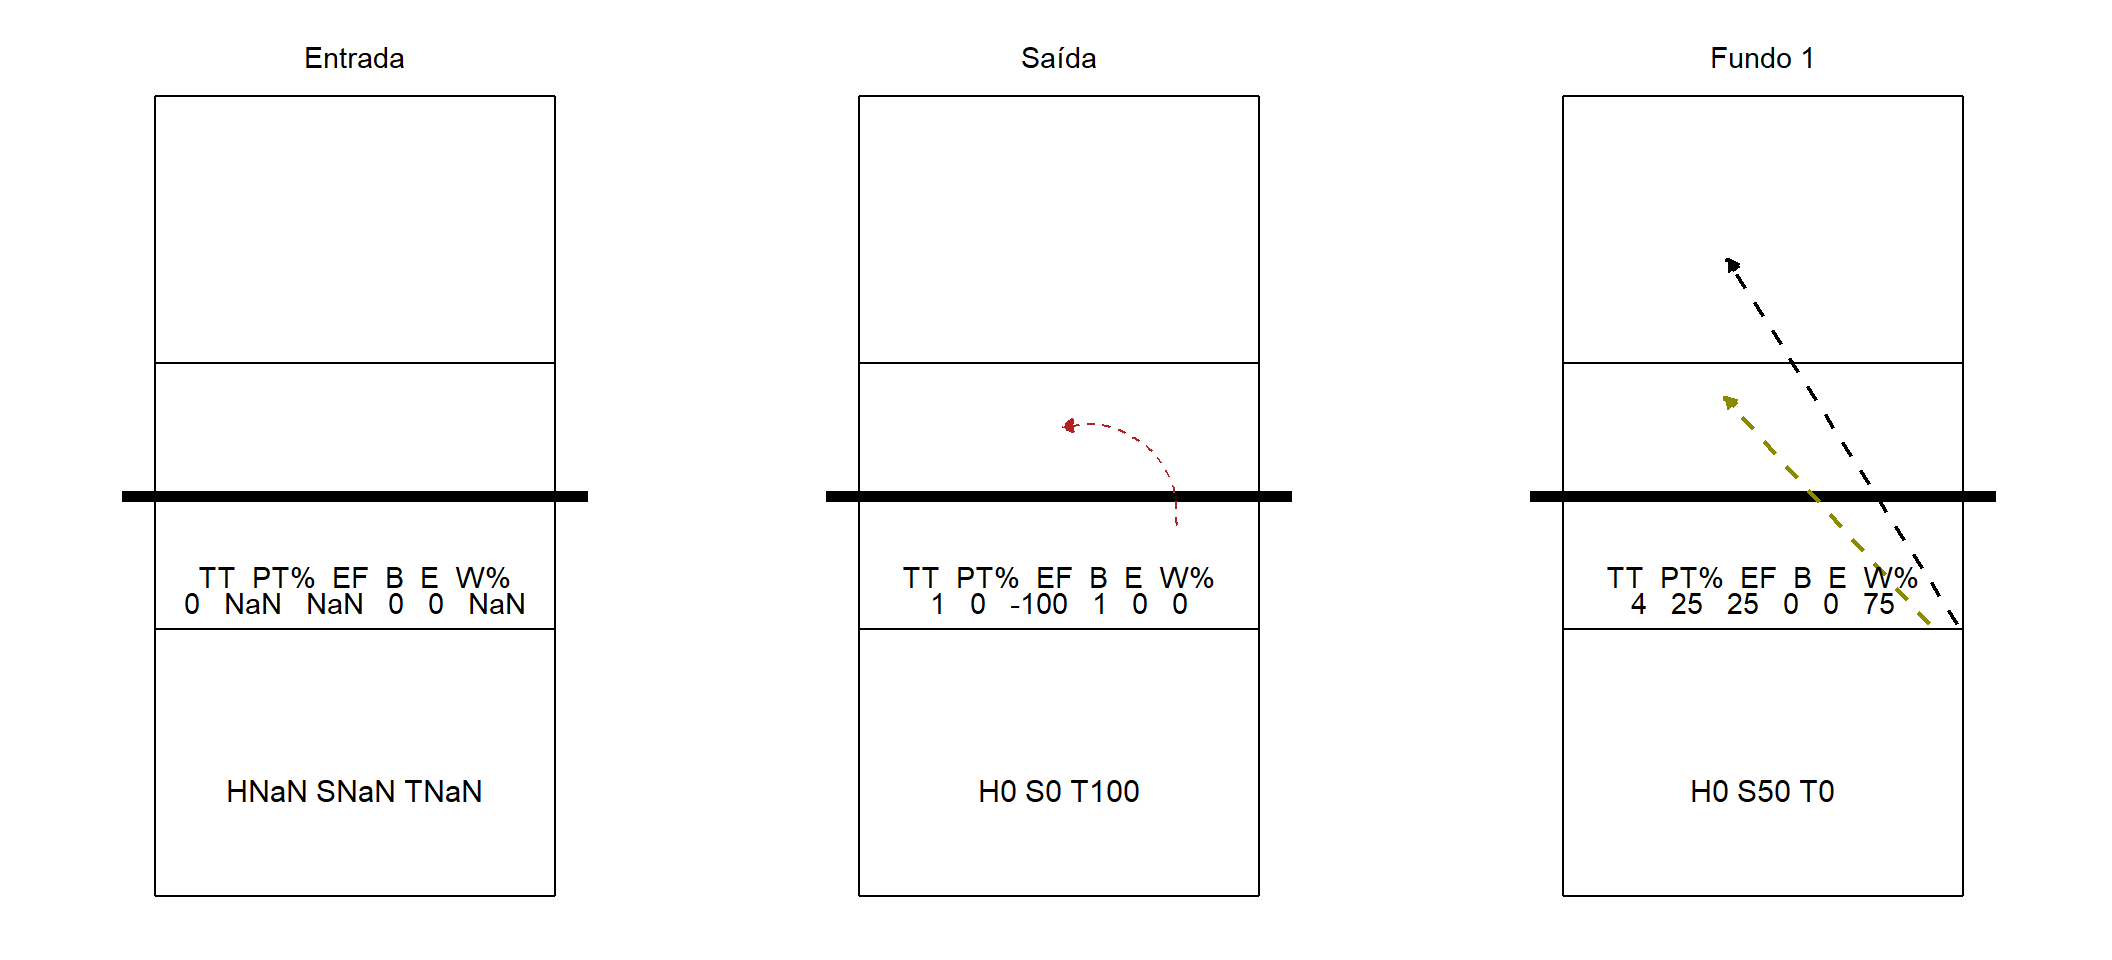 Entrada
TT PT% EF B E W%
0 NaN NaN 0 0 NaN
HNaN SNaN TNaN
Saída
TT PT% EF B E W%
1 0 -100 1 0 0
H0 S0 T100
Fundo 1
TT PT% EF B E W%
4 25 25 0 0 75
H0 S50 T0